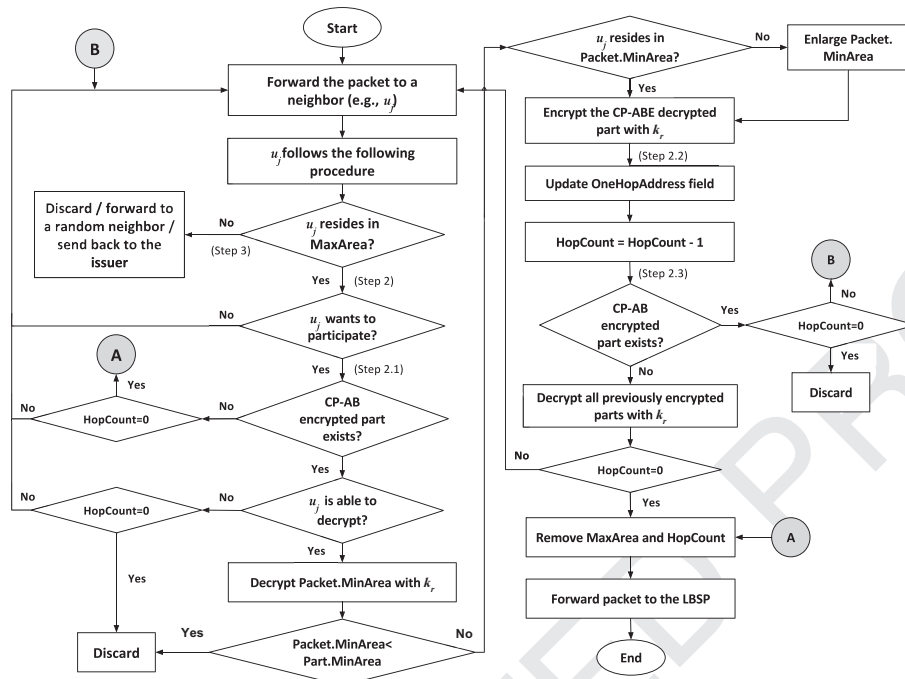 Start
B
Forward the packet to a
neighbor (e.g., u_j)
u_j follows the following
procedure
Discard / forward to
a random neighbor /
send back to the
issuer
No
(Step 3)
u_j resides in
MaxArea?
Yes
(Step 2)
No
u_j wants to
participate?
A
Yes
(Step 2.1)
Yes
No
HopCount=0
No
CP-AB
encrypted part
exists?
Yes
No
HopCount=0
No
u_j is able to
decrypt?
Yes
Yes
Decrypt Packet.MinArea with k_r
Discard
Yes
Packet.MinArea<
Part.MinArea
No
u_j resides in
Packet.MinArea?
No
Enlarge Packet.
MinArea
Yes
Encrypt the CP-ABE decrypted
part with k_r
(Step 2.2)
Update OneHopAddress field
HopCount = HopCount - 1
(Step 2.3)
B
No
CP-AB
encrypted
part exists?
Yes
HopCount=0
Yes
Discard
No
Decrypt all previously encrypted
parts with k_r
No
HopCount=0
Yes
Remove MaxArea and HopCount
A
Forward packet to the LBSP
End